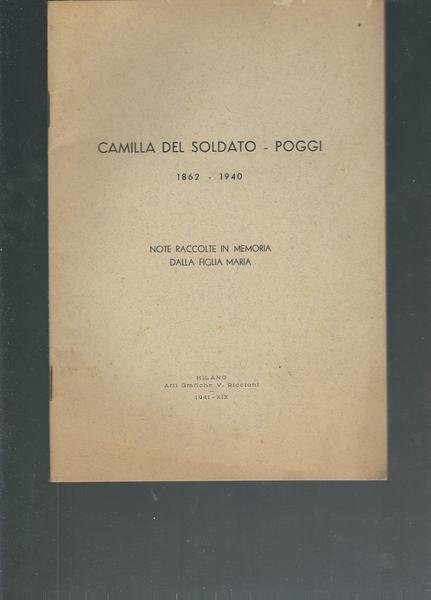 CAMILLA DEL SOLDATO - POGGI
1862 - 1940
NOTE RACCOLTE IN MEMORIA
DALLA FIGLIA MARIA
MILANO
Arti Grafiche V. Riccioni
1941-XIX